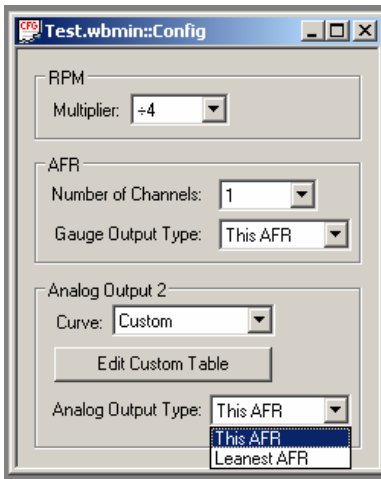 CFG Test.wbmin::Config
RPM
Multiplier: ÷4
AFR
Number of Channels: 1
Gauge Output Type: This AFR
Analog Output 2
Curve: Custom
Edit Custom Table
Analog Output Type: This AFR
This AFR
Leanest AFR